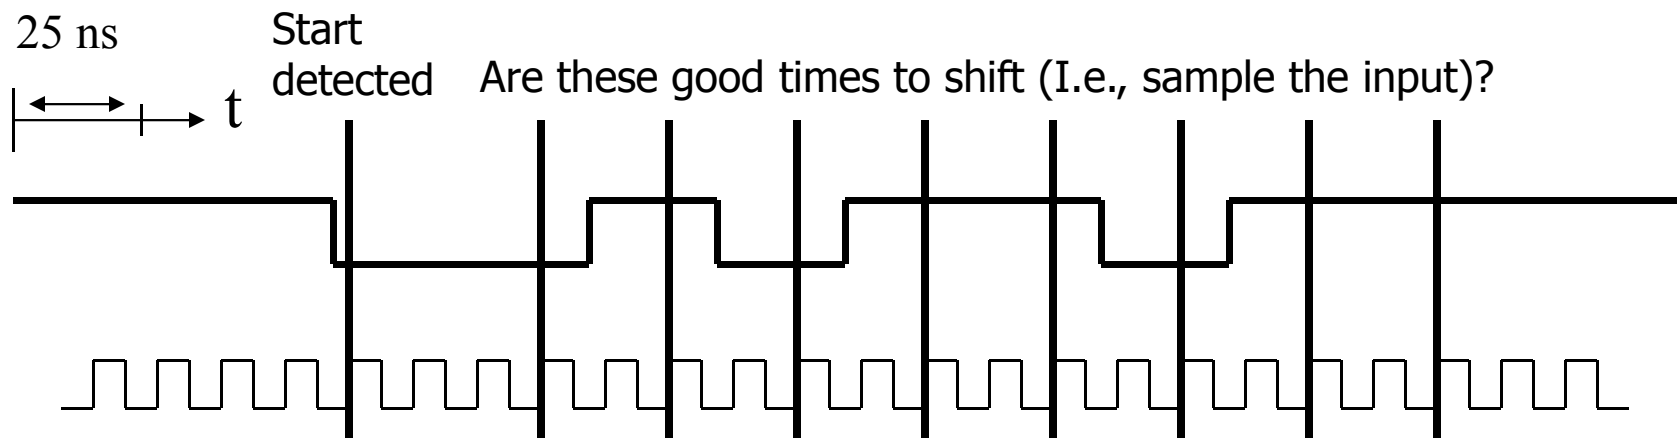 25 ns
t
Start
detected
Are these good times to shift (I.e., sample the input)?